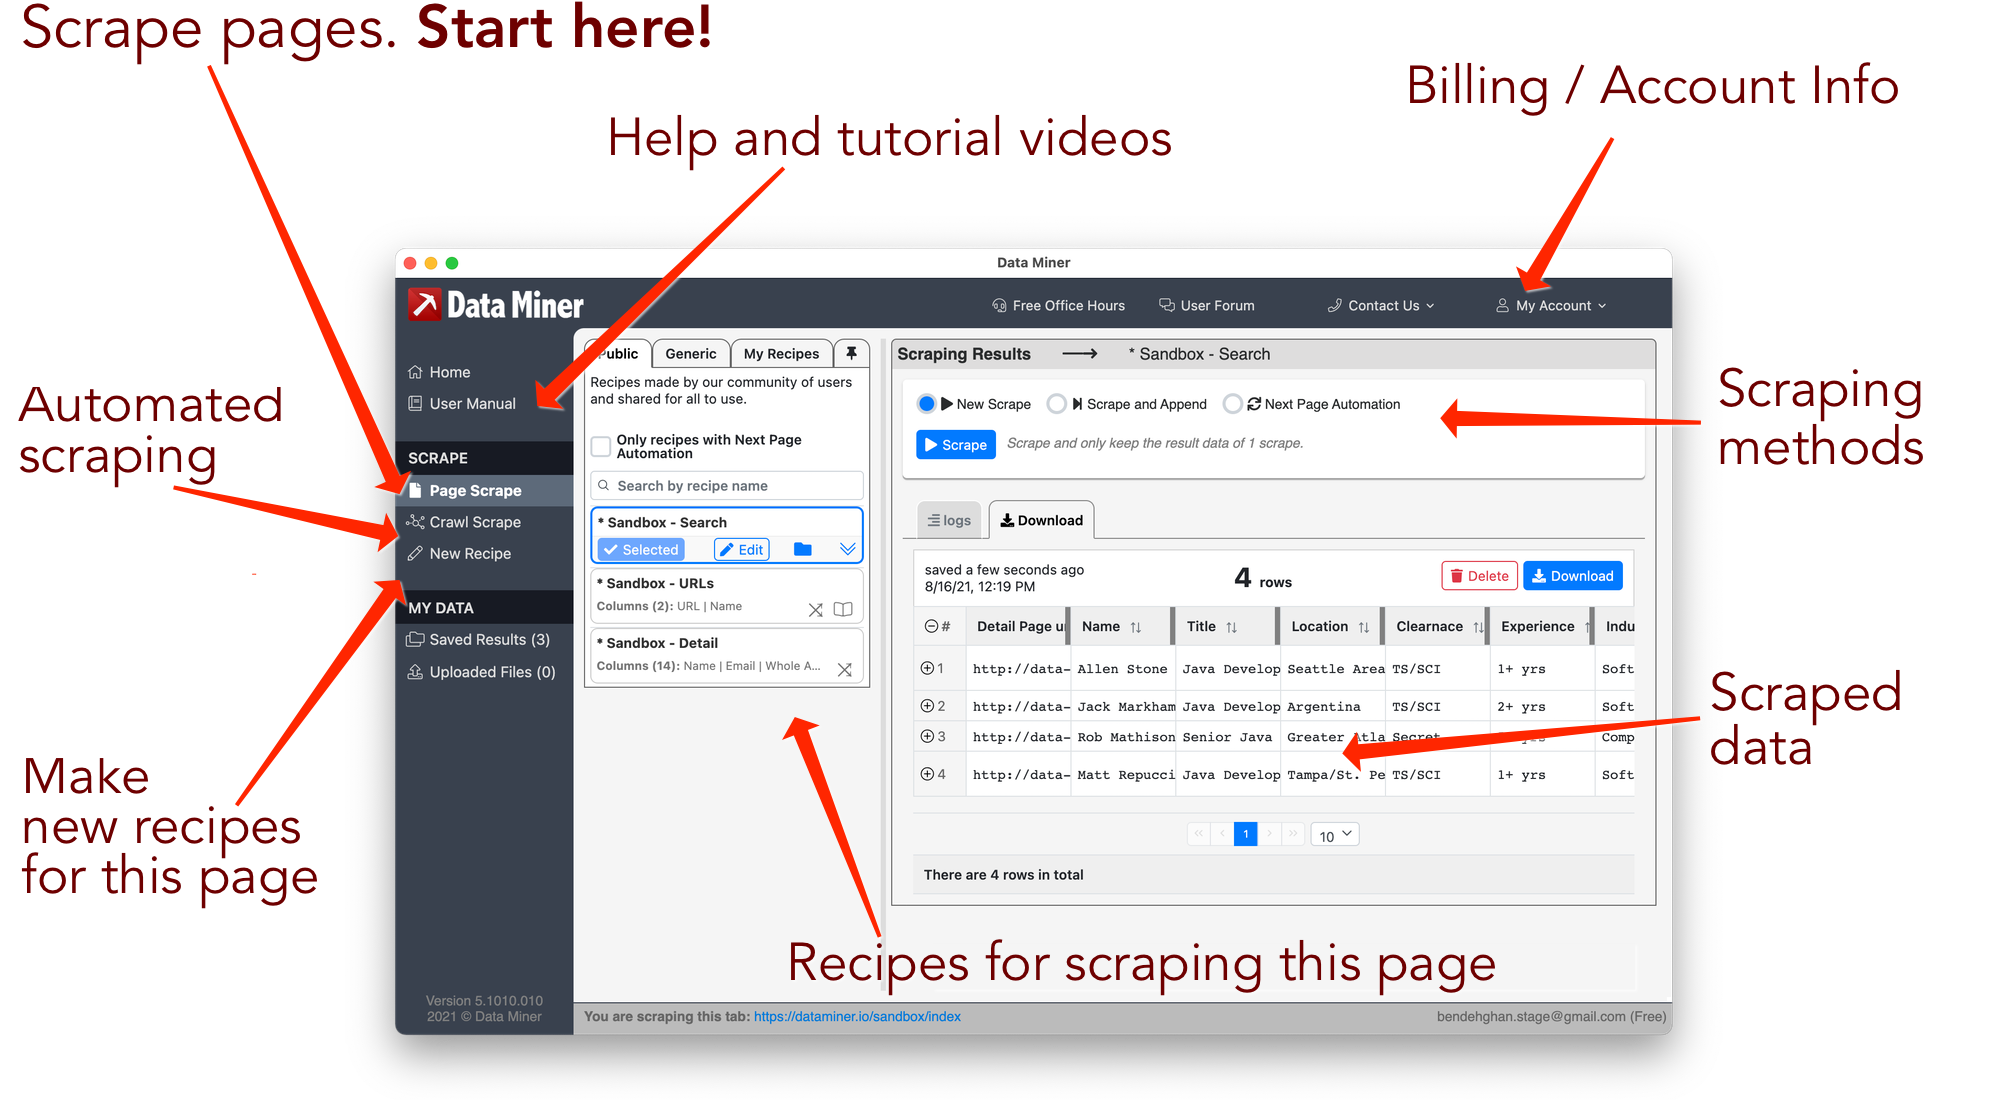 Scrape pages. Start here!
Billing / Account Info
Help and tutorial videos
Data Miner
Data Miner
Free Office Hours
User Forum
Contact Us
My Account
Home
User Manual
SCRAPE
Page Scrape
Crawl Scrape
New Recipe
MY DATA
Saved Results (3)
Uploaded Files (0)
Version 5.1010.010
2021 © Data Miner
Automated
scraping
Make
new recipes
for this page
Public
Generic
My Recipes
Recipes made by our community of users
and shared for all to use.
Only recipes with Next Page
Automation
Search by recipe name
* Sandbox - Search
Selected
Edit
* Sandbox - URLs
Columns (2): URL | Name
* Sandbox - Detail
Columns (14): Name | Email | Whole A...
Scraping Results
* Sandbox - Search
New Scrape
Scrape and Append
Next Page Automation
Scrape
Scrape and only keep the result data of 1 scrape.
logs
Download
saved a few seconds ago
8/16/21, 12:19 PM
4 rows
Delete
Download
# Detail Page Name Title Location Clearnace Experience Indu
1 http://data- Allen Stone Java Develop Seattle Area TS/SCI 1+ yrs Soft
2 http://data- Jack Markham Java Develop Argentina TS/SCI 2+ yrs Soft
3 http://data- Rob Mathison Senior Java Greater Atla Secret Comp
4 http://data- Matt Repucci Java Develop Tampa/St. Pe TS/SCI 1+ yrs Soft
« ‹ 1 › » 10
There are 4 rows in total
Scraping
methods
Scraped
data
Recipes for scraping this page
You are scraping this tab: https://dataminer.io/sandbox/index
bendehghan.stage@gmail.com (Free)